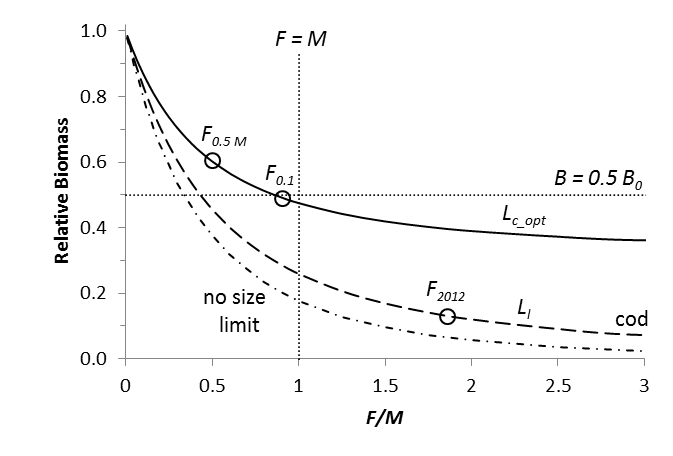 F = M
1.0
0.8
0.6
0.4
0.2
0.0
Relative Biomass
F0.5 M
F0.1
B = 0.5 B0
Lc_opt
F2012
LI
cod
no size
limit
0 0.5 1 1.5 2 2.5 3
F/M